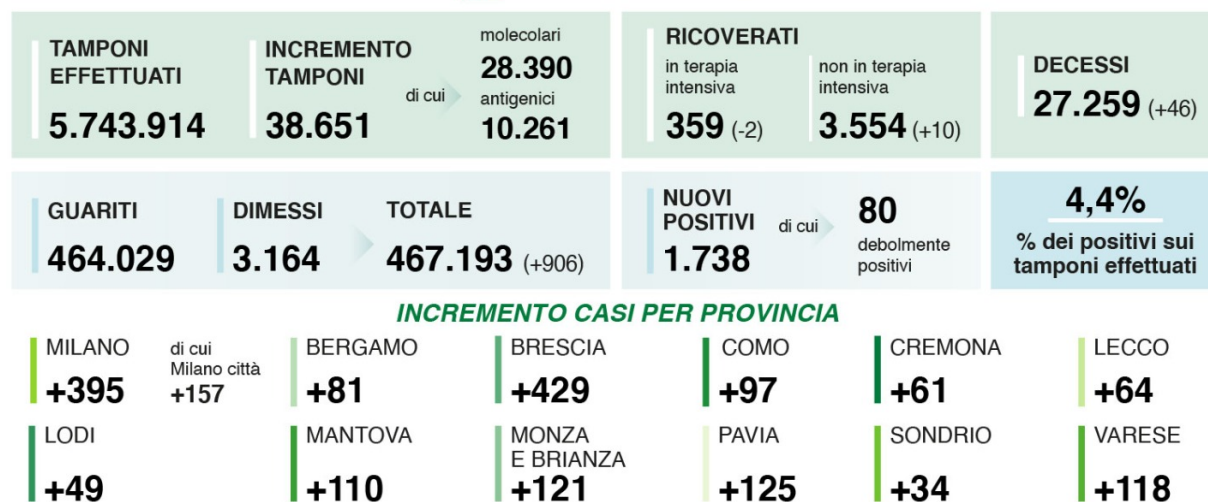 TAMPONI
EFFETTUATI
5.743.914
INCREMENTO
TAMPONI
38.651
di cui
molecolari
28.390
antigenici
10.261
RICOVERATI
in terapia
intensiva
359 (-2)
non in terapia
intensiva
3.554 (+10)
DECESSI
27.259 (+46)
GUARITI
464.029
DIMESSI
3.164
TOTALE
467.193 (+906)
NUOVI
POSITIVI
1.738
di cui
80
debolmente
positivi
4,4%
% dei positivi sui
tamponi effettuati
INCREMENTO CASI PER PROVINCIA
MILANO
+395
di cui
Milano città
+157
BERGAMO
+81
BRESCIA
+429
COMO
+97
CREMONA
+61
LECCO
+64
LODI
+49
MANTOVA
+110
MONZA
E BRIANZA
+121
PAVIA
+125
SONDRIO
+34
VARESE
+118